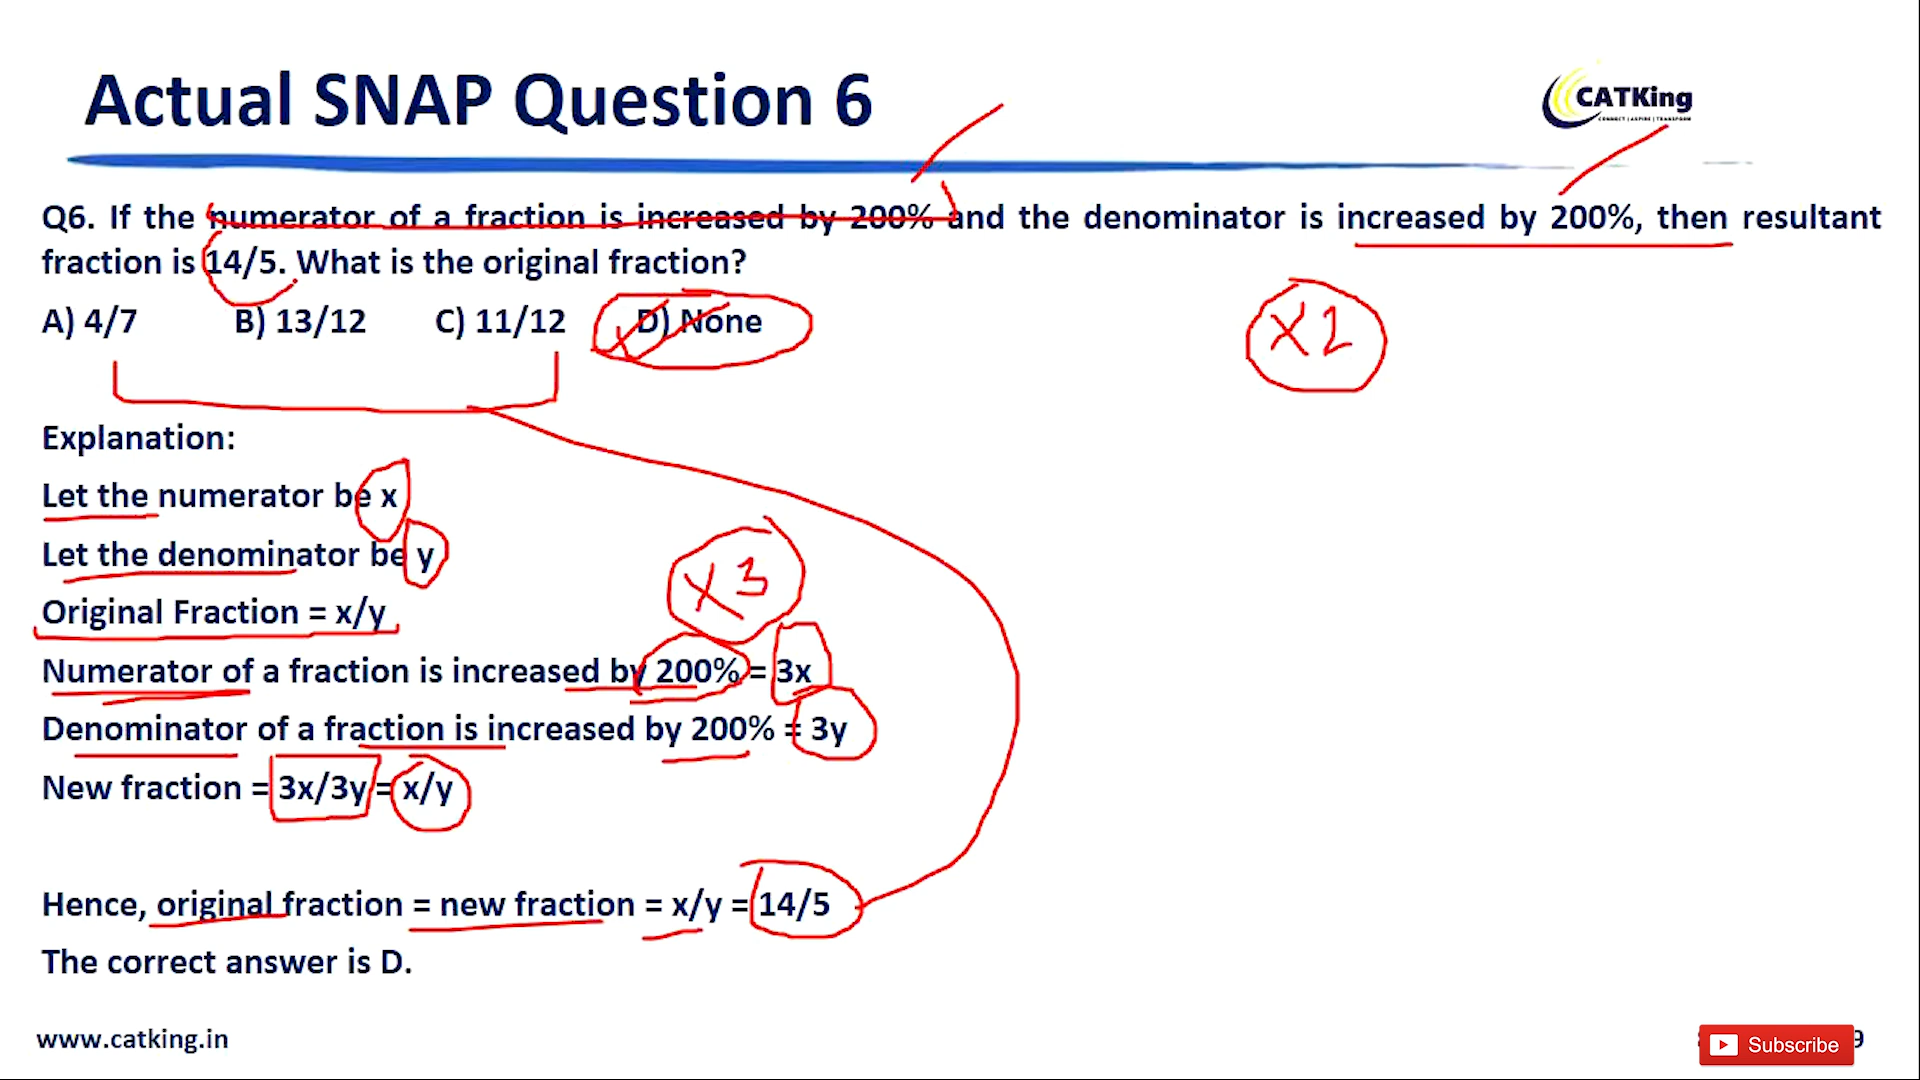 Actual SNAP Question 6
CATKing
CONNECT | ASPIRE | TRANSFORM
Q6. If the numerator of a fraction is increased by 200% and the denominator is increased by 200%, then resultant
fraction is 14/5. What is the original fraction?
A) 4/7 B) 13/12 C) 11/12 D) None
X2
Explanation:
Let the numerator be x
Let the denominator be y
X3
Original Fraction = x/y
Numerator of a fraction is increased by 200% = 3x
Denominator of a fraction is increased by 200% = 3y
New fraction = 3x/3y = x/y
Hence, original fraction = new fraction = x/y = 14/5
The correct answer is D.
www.catking.in
Subscribe
9